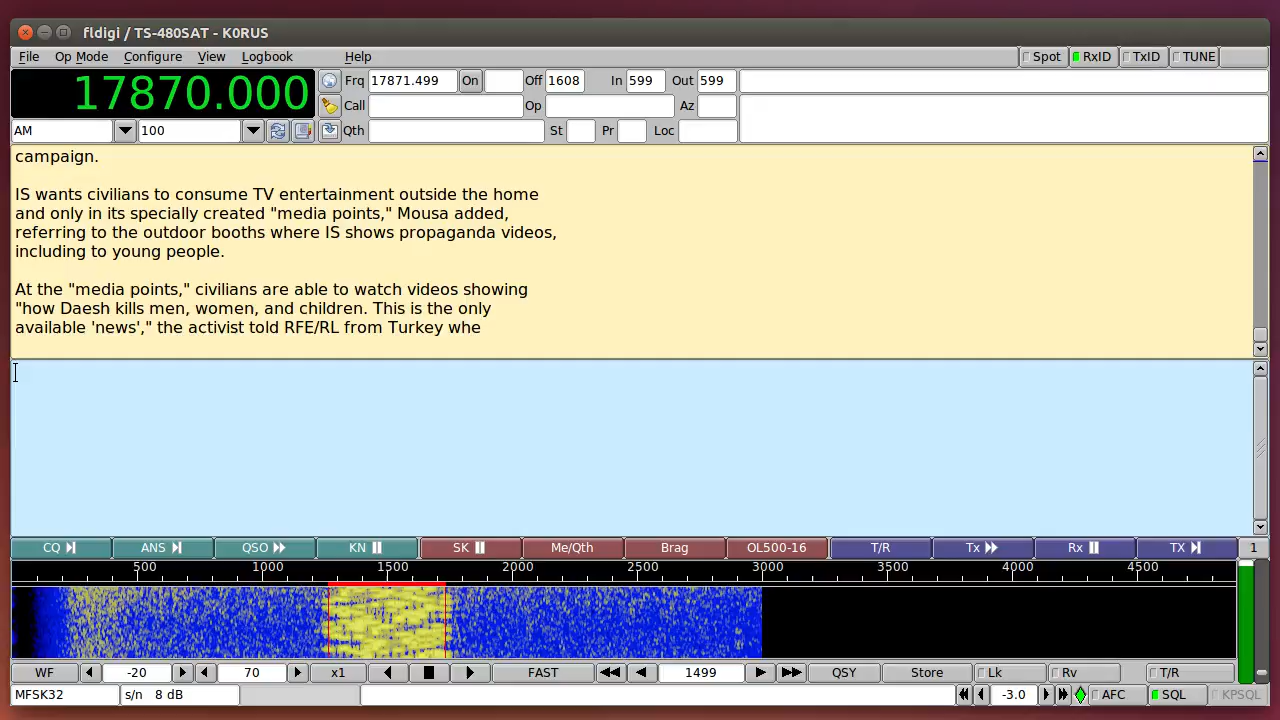 fldigi / TS-480SAT - K0RUS
File Op Mode Configure View Logbook Help Spot RxID TxID TUNE
17870.000 Frq 17871.499 On Off 1608 In 599 Out 599
Call Op Az
AM 100 Qth St Pr Loc
campaign.
IS wants civilians to consume TV entertainment outside the home
and only in its specially created "media points," Mousa added,
referring to the outdoor booths where IS shows propaganda videos,
including to young people.
At the "media points," civilians are able to watch videos showing
"how Daesh kills men, women, and children. This is the only
available 'news'," the activist told RFE/RL from Turkey whe
CQ ANS QSO KN SK Me/Qth Brag OL500-16 T/R Tx Rx TX 1
500 1000 1500 2000 2500 3000 3500 4000 4500
WF -20 70 x1 FAST 1499 QSY Store Lk Rv T/R
MFSK32 s/n 8 dB -3.0 AFC SQL KPSQL